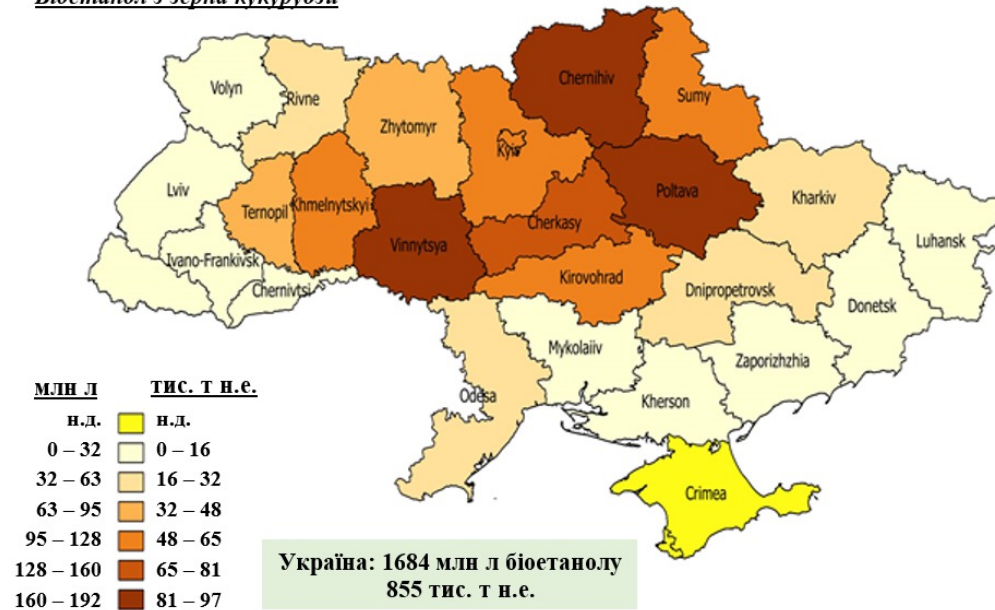 Біоетанол з зерна кукурудзи
Chernihiv
Volyn
Rivne
Sumy
Zhytomyr
Kyiv
Lviv
Poltava
Kharkiv
Ternopil
Khmelnytskyi
Cherkasy
Vinnytsya
Luhansk
Ivano-Frankivsk
Kirovohrad
Chernivtsi
Dnipropetrovsk
Donetsk
Mykolaiiv
Zaporizhzhia
Odesa
Kherson
Crimea
млн л тис. т н.е.
н.д. н.д.
0 – 32 0 – 16
32 – 63 16 – 32
63 – 95 32 – 48
95 – 128 48 – 65
128 – 160 65 – 81
160 – 192 81 – 97
Україна: 1684 млн л біоетанолу
855 тис. т н.е.